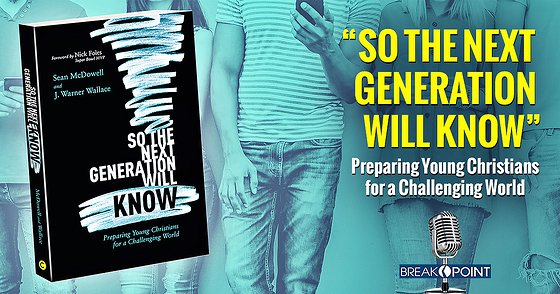 Foreword by Nick Foles
Super Bowl MVP
Sean McDowell
and
J. Warner Wallace
SO THE
NEXT
GENERATION
WILL
KNOW
Preparing Young Christians
for a Challenging World
SO THE NEXT GENERATION WILL KNOW
McDowell and Wallace
“SO THE NEXT
GENERATION
WILL KNOW”
Preparing Young Christians
for a Challenging World
BREAK POINT